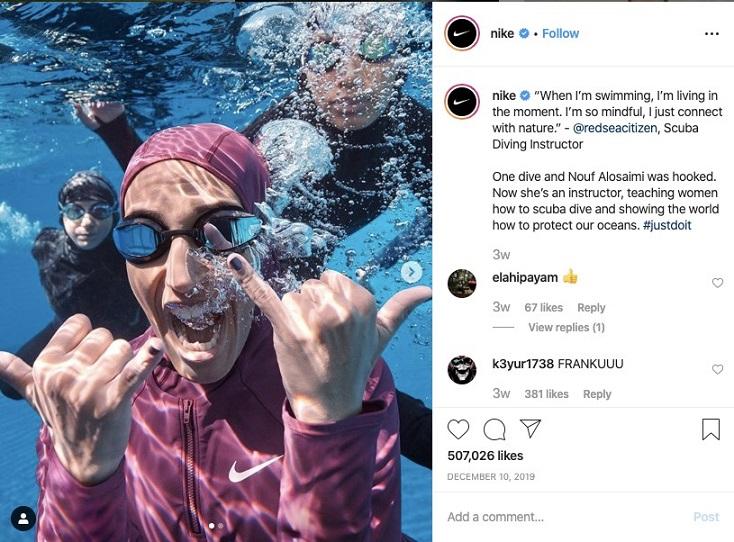 nike • Follow
nike “When I’m swimming, I’m living in
the moment. I’m so mindful, I just connect
with nature.” - @redseacitizen, Scuba
Diving Instructor
One dive and Nouf Alosaimi was hooked.
Now she’s an instructor, teaching women
how to scuba dive and showing the world
how to protect our oceans. #justdoit
3w
elahipayam 👍
3w 67 likes Reply
View replies (1)
k3yur1738 FRANKUUU
3w 381 likes Reply
507,026 likes
DECEMBER 10, 2019
Add a comment... Post